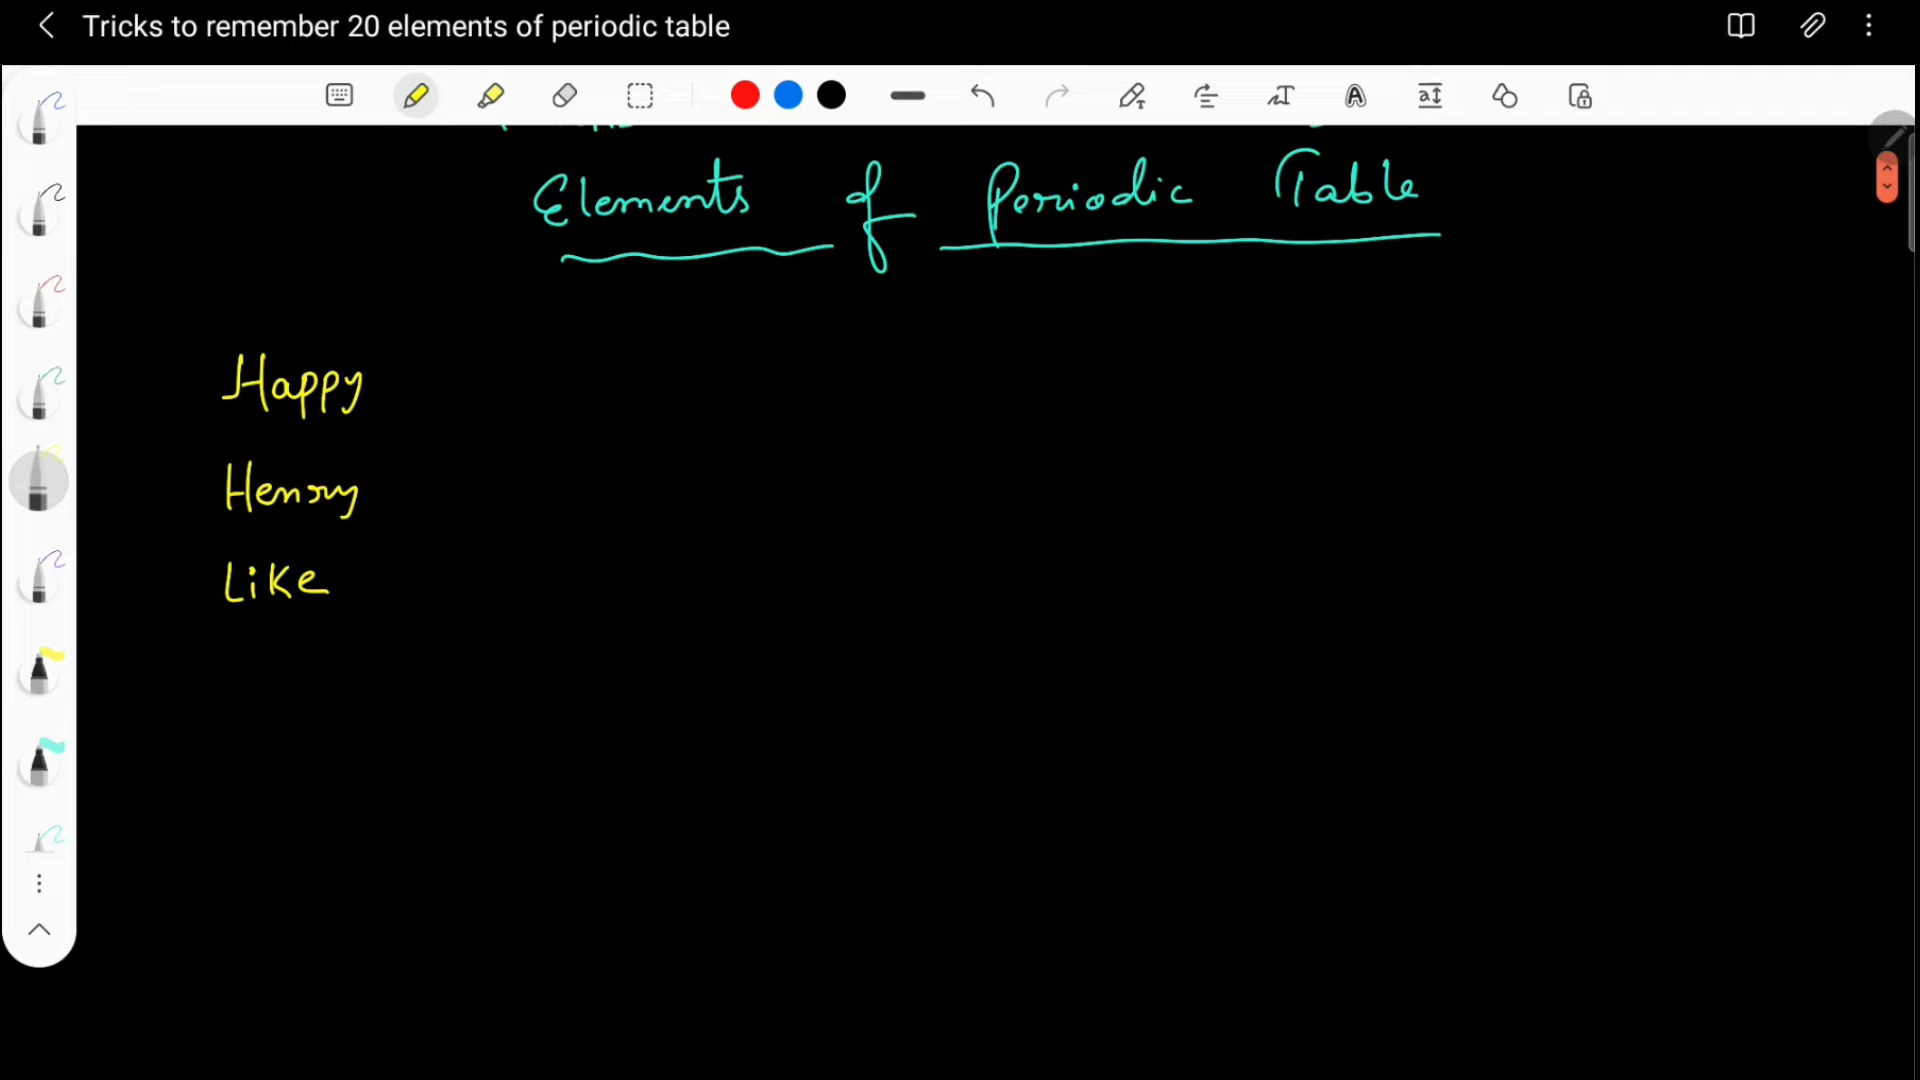 Tricks to remember 20 elements of periodic table
Elements of Periodic Table
Happy
Henry
Like